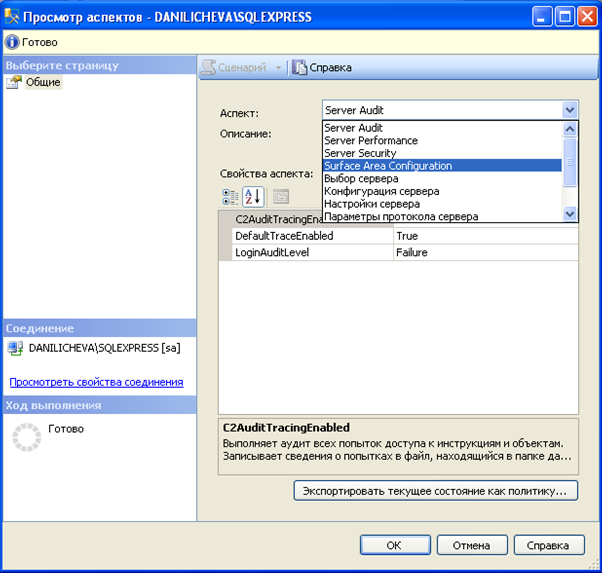 Просмотр аспектов - DANILICHEVA\SQLEXPRESS
Готово
Выберите страницу
Общие
Сценарий
Справка
Аспект:
Server Audit
Описание:
Server Audit
Server Performance
Server Security
Surface Area Configuration
Выбор сервера
Конфигурация сервера
Настройки сервера
Параметры протокола сервера
Свойства аспекта:
C2AuditTracingEna
DefaultTraceEnabled True
LoginAuditLevel Failure
Соединение
DANILICHEVA\SQLEXPRESS [sa]
Просмотреть свойства соединения
Ход выполнения
Готово
C2AuditTracingEnabled
Выполняет аудит всех попыток доступа к инструкциям и объектам.
Записывает сведения о попытках в файл, находящийся в папке да...
Экспортировать текущее состояние как политику...
OK
Отмена
Справка